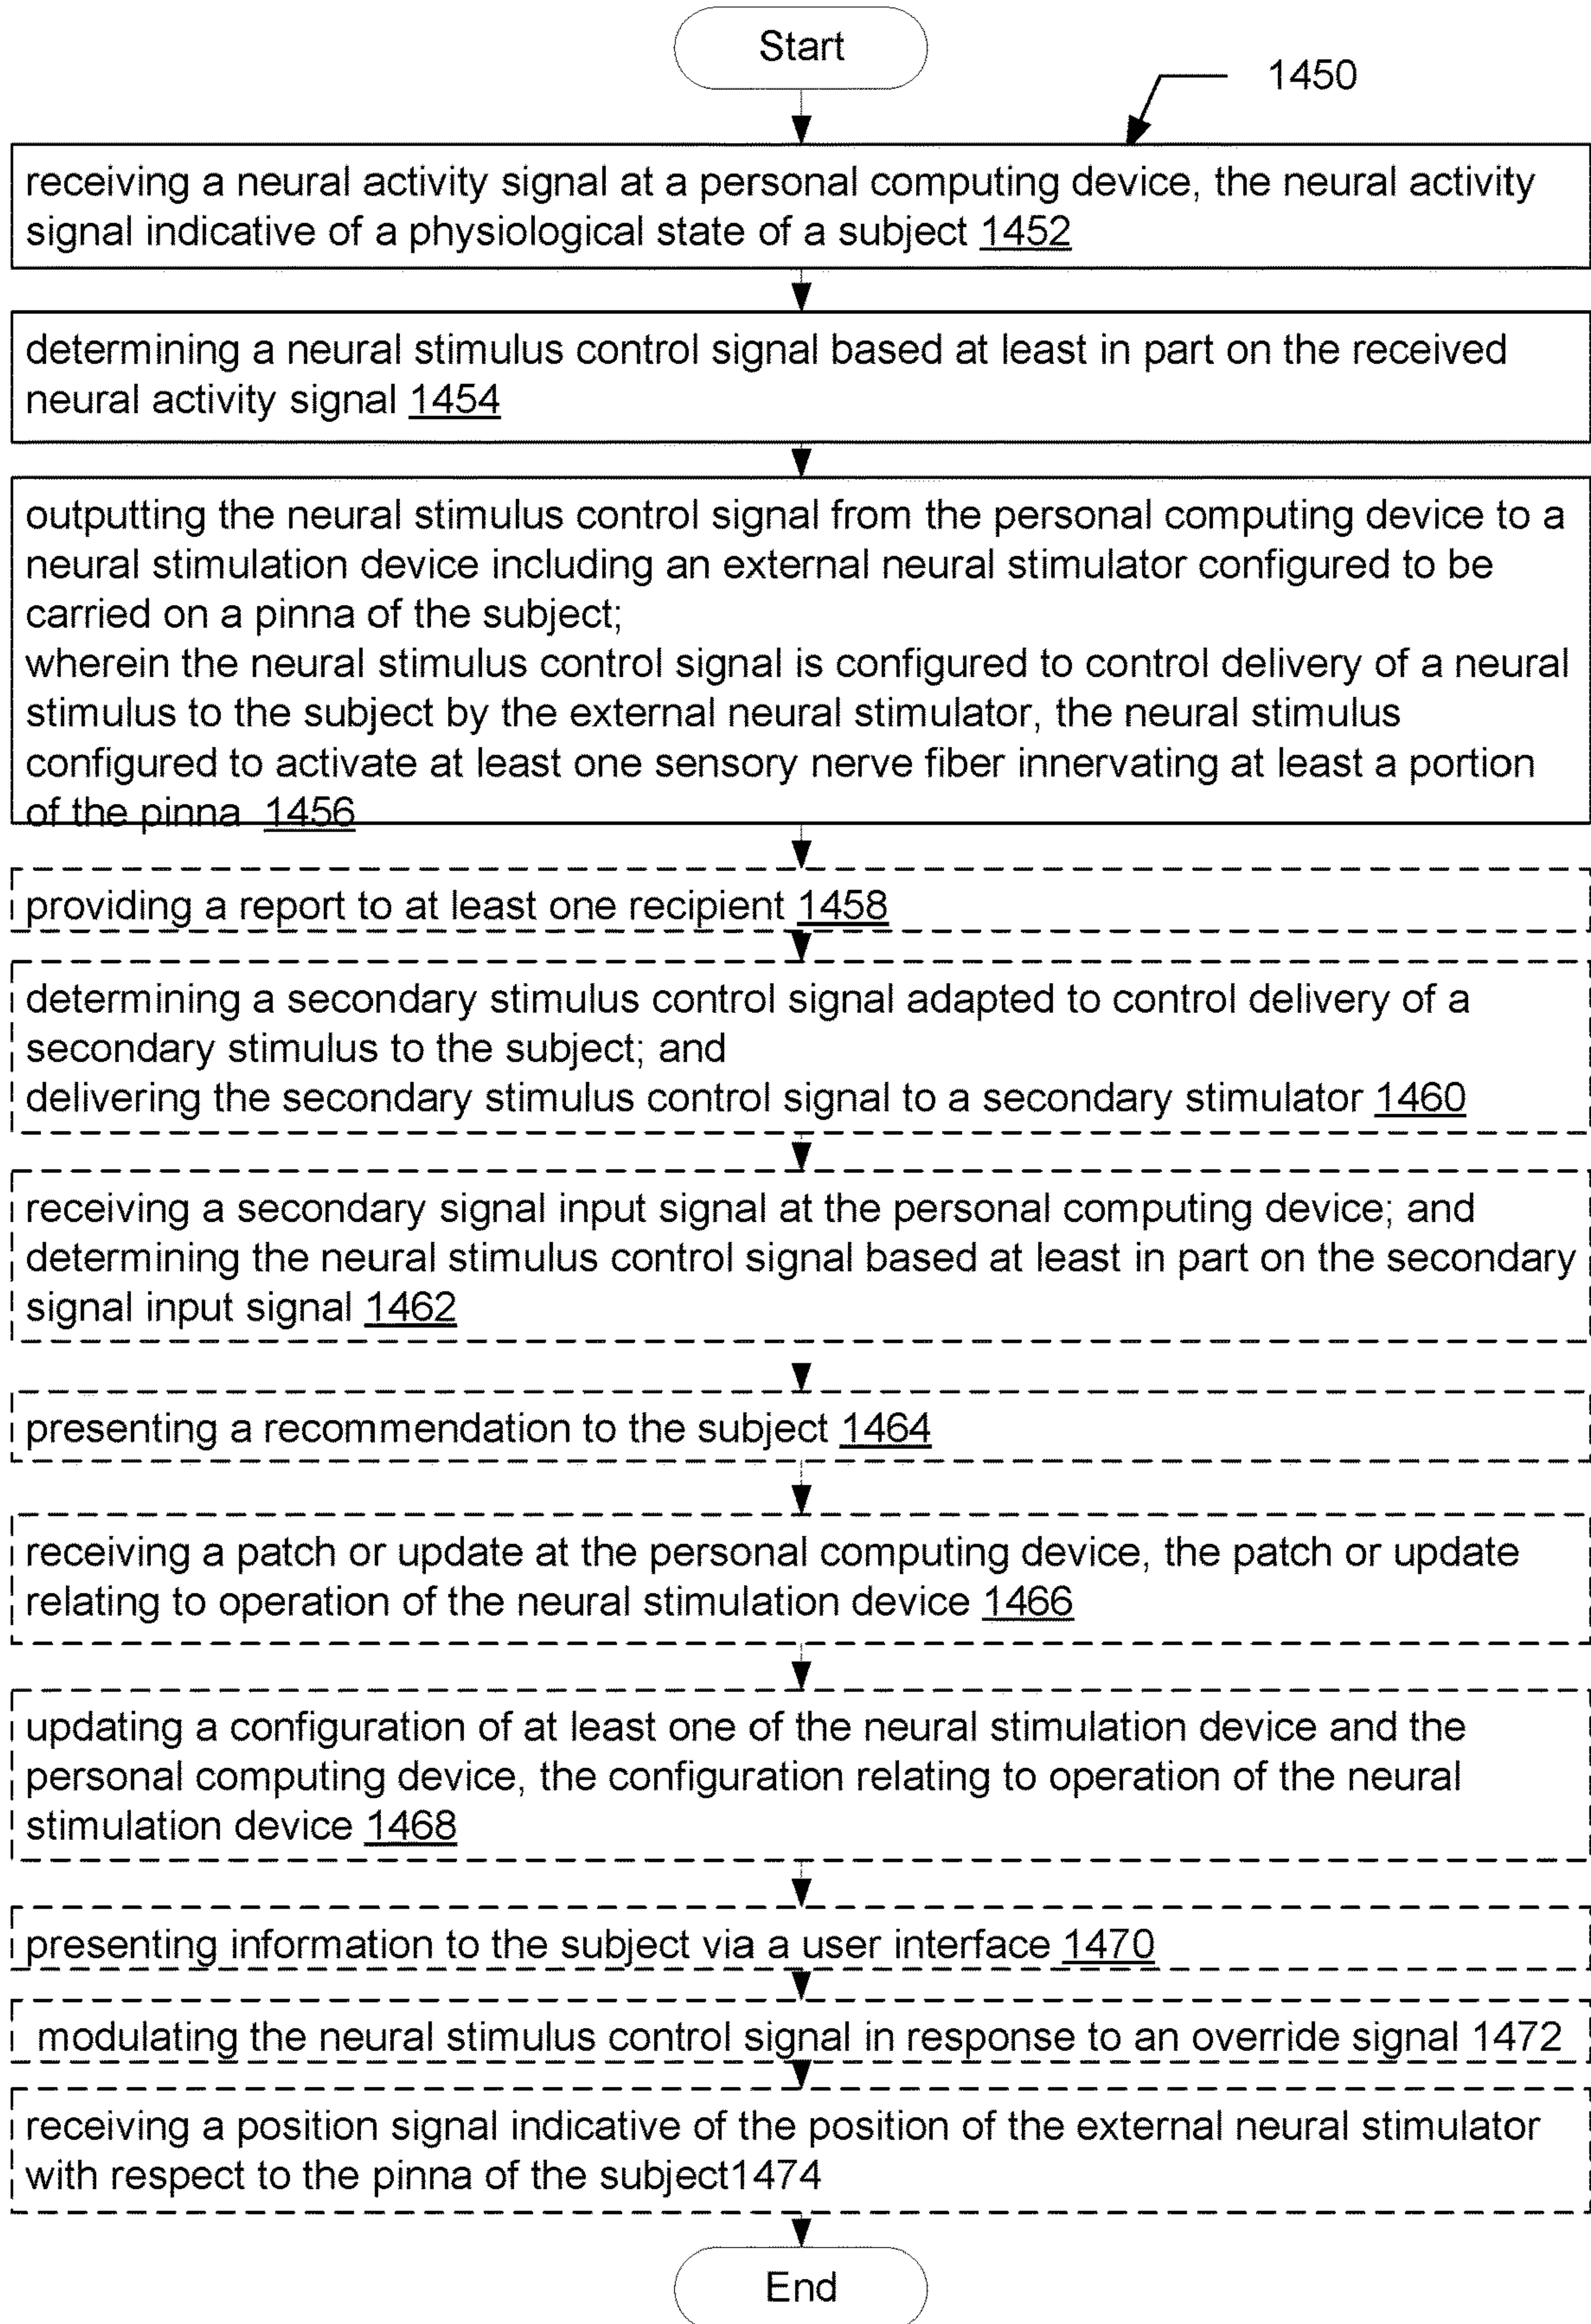 Start
1450
receiving a neural activity signal at a personal computing device, the neural activity
signal indicative of a physiological state of a subject 1452
determining a neural stimulus control signal based at least in part on the received
neural activity signal 1454
outputting the neural stimulus control signal from the personal computing device to a
neural stimulation device including an external neural stimulator configured to be
carried on a pinna of the subject;
wherein the neural stimulus control signal is configured to control delivery of a neural
stimulus to the subject by the external neural stimulator, the neural stimulus
configured to activate at least one sensory nerve fiber innervating at least a portion
of the pinna 1456
providing a report to at least one recipient 1458
determining a secondary stimulus control signal adapted to control delivery of a
secondary stimulus to the subject; and
delivering the secondary stimulus control signal to a secondary stimulator 1460
receiving a secondary signal input signal at the personal computing device; and
determining the neural stimulus control signal based at least in part on the secondary
signal input signal 1462
presenting a recommendation to the subject 1464
receiving a patch or update at the personal computing device, the patch or update
relating to operation of the neural stimulation device 1466
updating a configuration of at least one of the neural stimulation device and the
personal computing device, the configuration relating to operation of the neural
stimulation device 1468
presenting information to the subject via a user interface 1470
modulating the neural stimulus control signal in response to an override signal 1472
receiving a position signal indicative of the position of the external neural stimulator
with respect to the pinna of the subject1474
End